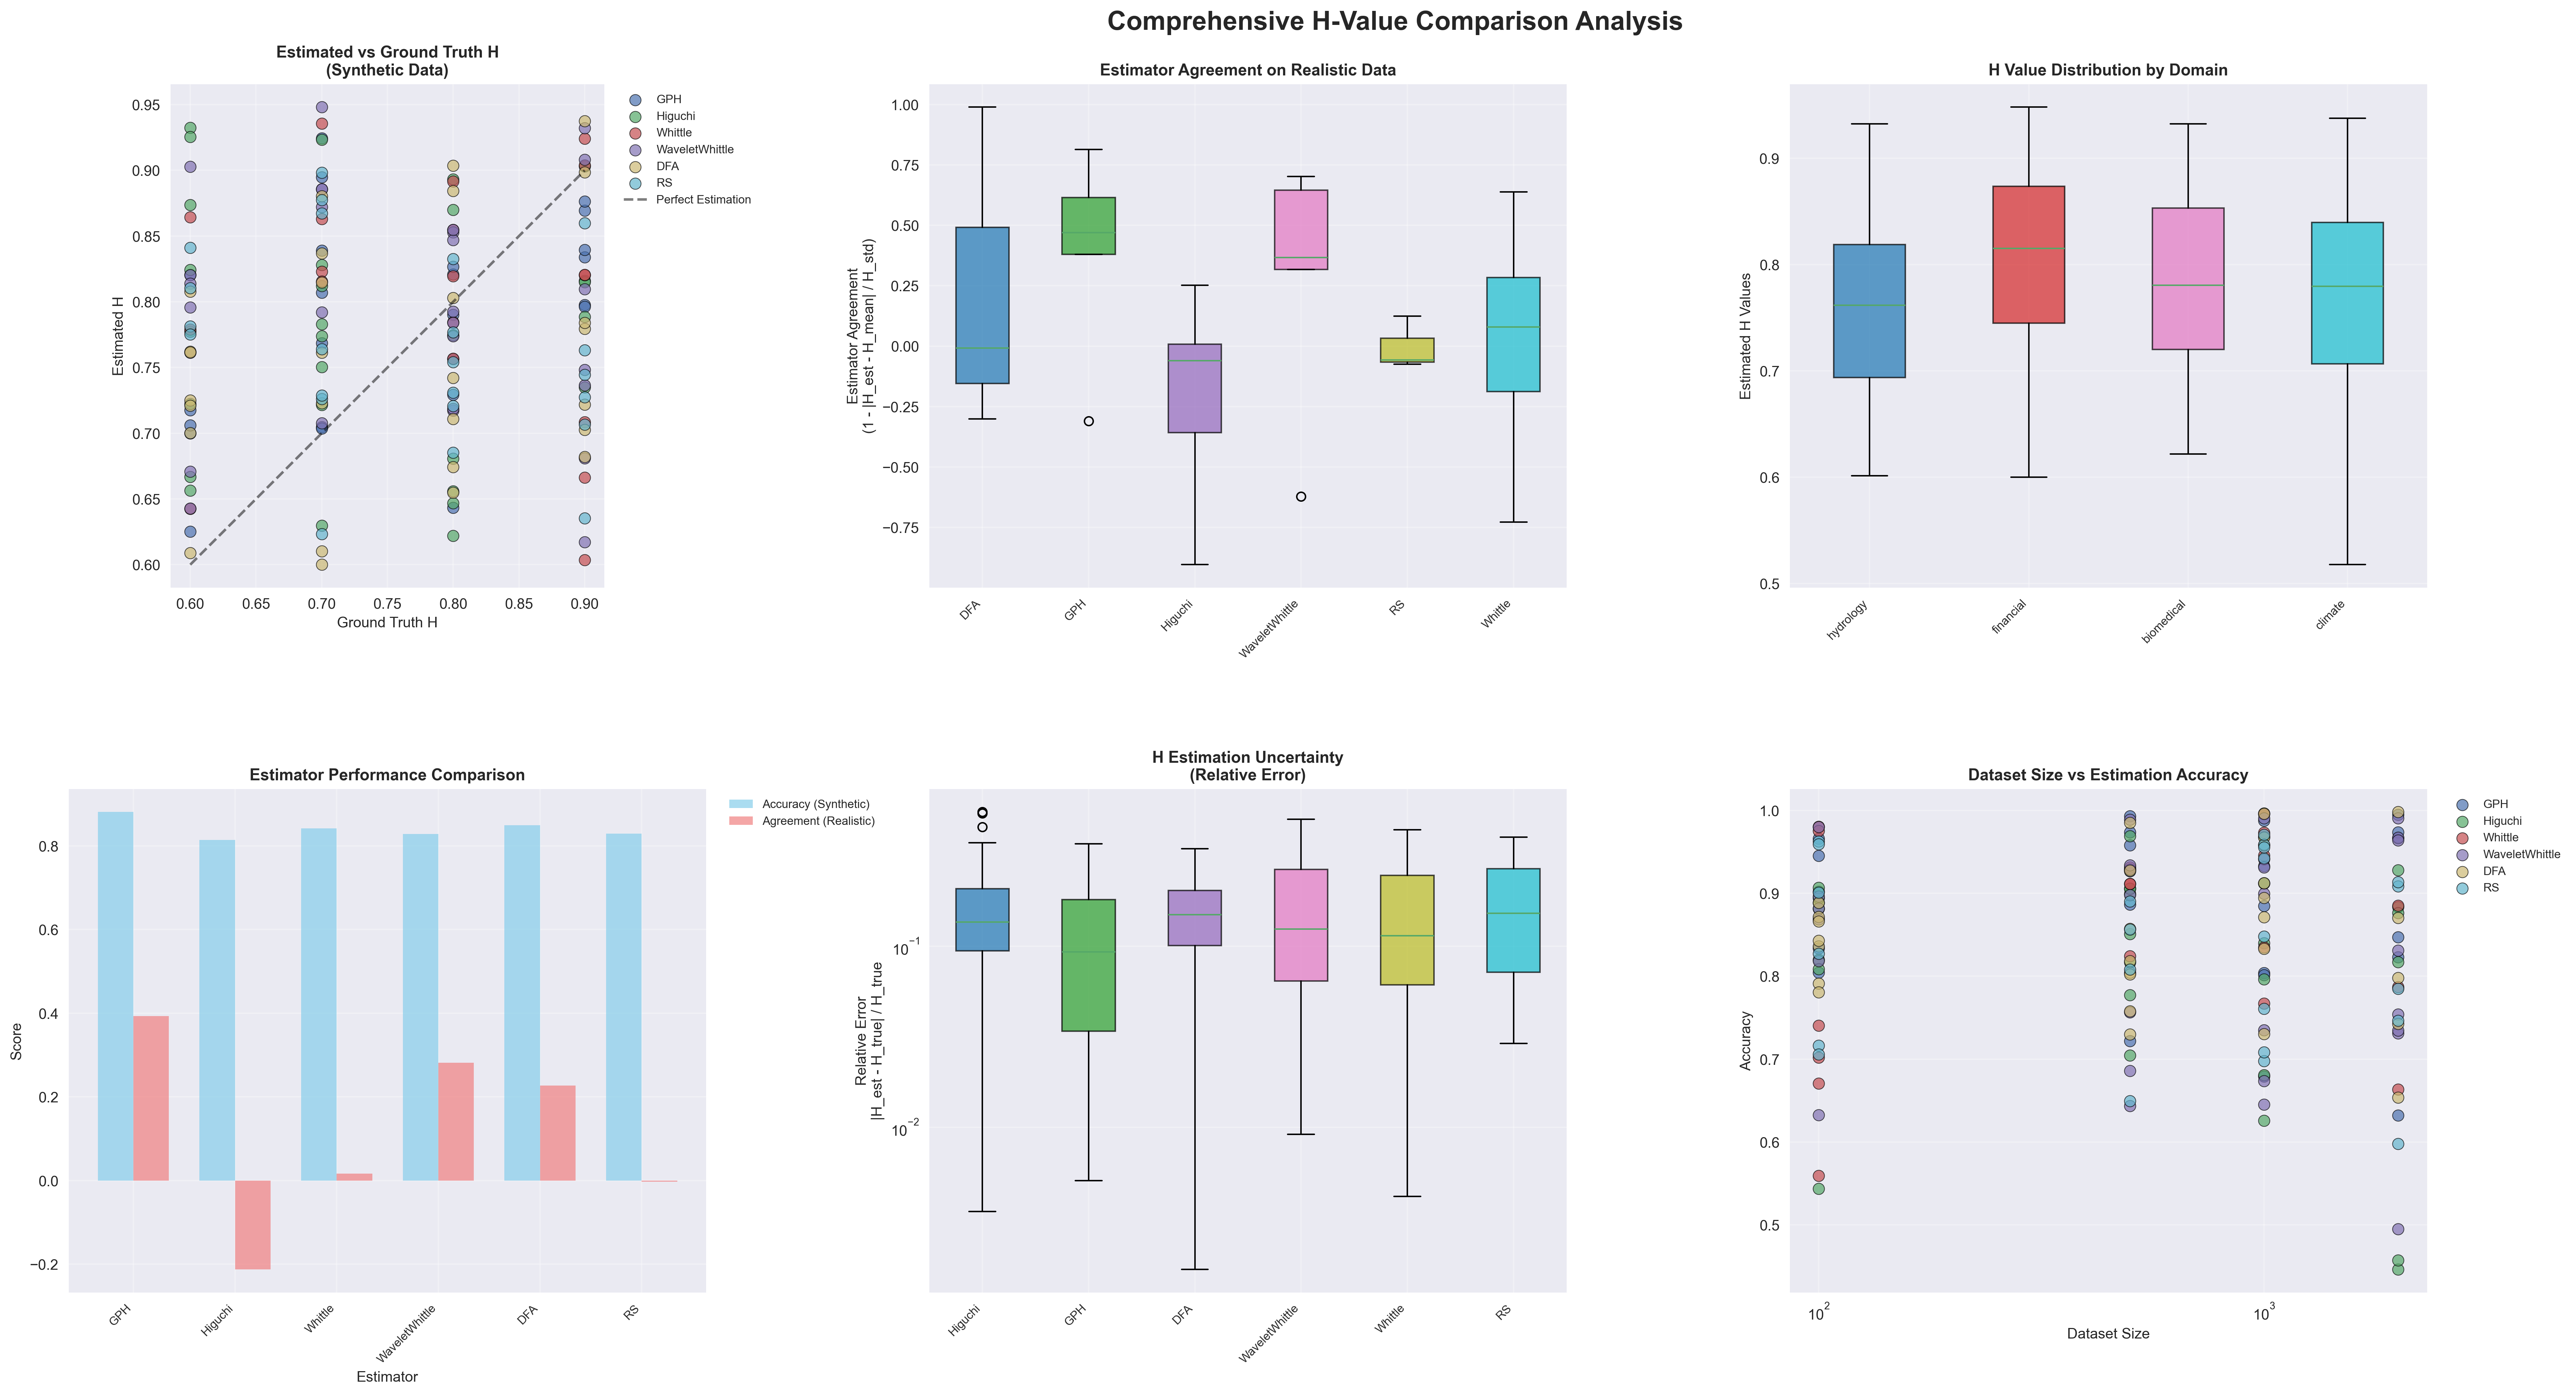 Comprehensive H-Value Comparison Analysis
Estimated vs Ground Truth H
(Synthetic Data)
Estimated H
0.95
0.90
0.85
0.80
0.75
0.70
0.65
0.60
0.60 0.65 0.70 0.75 0.80 0.85 0.90
Ground Truth H
GPH
Higuchi
Whittle
WaveletWhittle
DFA
RS
Perfect Estimation
Estimator Agreement on Realistic Data
Estimator Agreement
(1 - |H_est - H_mean| / H_std)
1.00
0.75
0.50
0.25
0.00
−0.25
−0.50
−0.75
DFA
GPH
Higuchi
WaveletWhittle
RS
Whittle
H Value Distribution by Domain
Estimated H Values
0.9
0.8
0.7
0.6
0.5
hydrology
financial
biomedical
climate
Estimator Performance Comparison
Score
0.8
0.6
0.4
0.2
0.0
−0.2
GPH
Higuchi
Whittle
WaveletWhittle
DFA
RS
Estimator
Accuracy (Synthetic)
Agreement (Realistic)
H Estimation Uncertainty
(Relative Error)
Relative Error
|H_est - H_true| / H_true
10⁻¹
10⁻²
Higuchi
GPH
DFA
WaveletWhittle
Whittle
RS
Dataset Size vs Estimation Accuracy
Accuracy
1.0
0.9
0.8
0.7
0.6
0.5
10² 10³
Dataset Size
GPH
Higuchi
Whittle
WaveletWhittle
DFA
RS